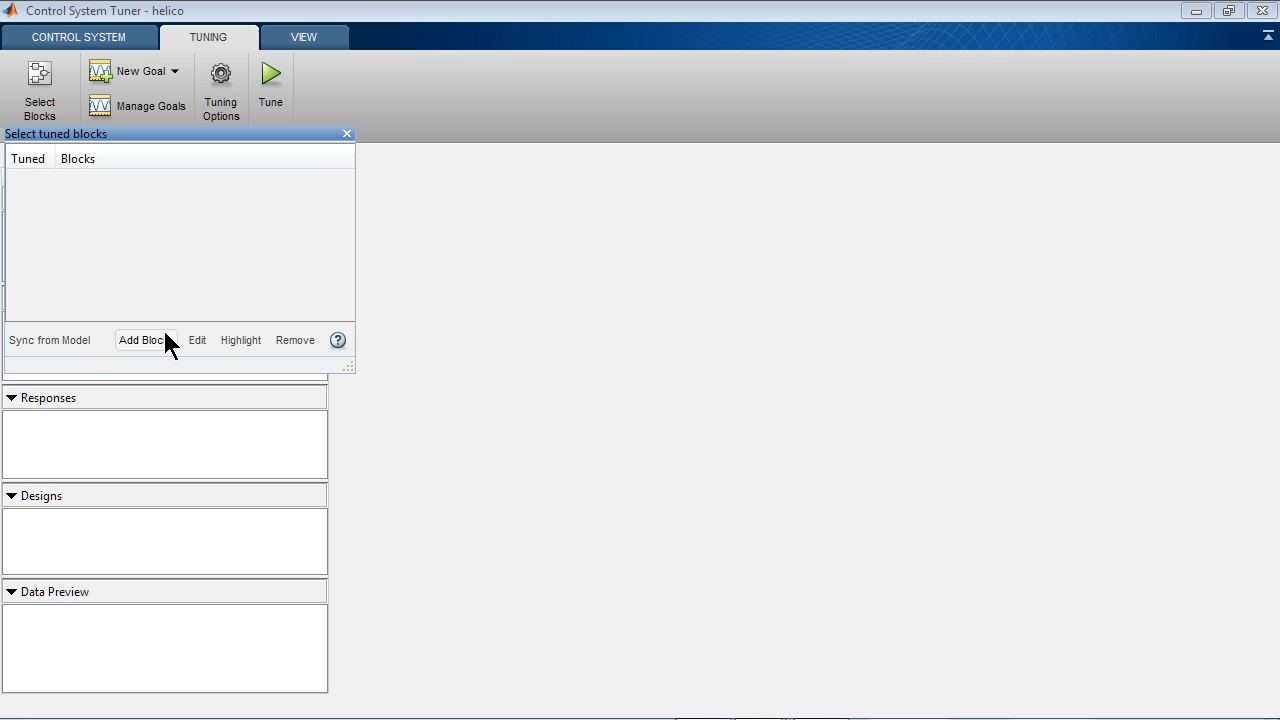 Control System Tuner - helico
CONTROL SYSTEM TUNING VIEW
New Goal
Manage Goals
Select Blocks
Tuning Options
Tune
Select tuned blocks
Tuned Blocks
Sync from Model Edit Highlight Remove ?
Responses
Designs
Data Preview